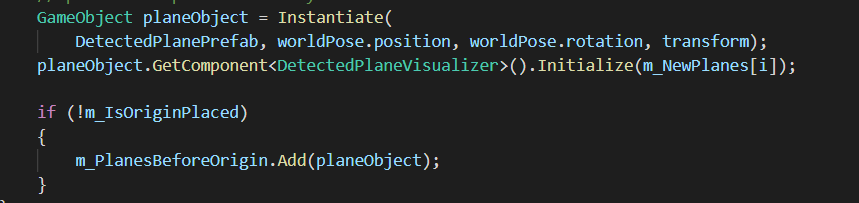 GameObject planeObject = Instantiate(
DetectedPlanePrefab, worldPose.position, worldPose.rotation, transform);
planeObject.GetComponent<DetectedPlaneVisualizer>().Initialize(m_NewPlanes[i]);
if (!m_IsOriginPlaced)
{
m_PlanesBeforeOrigin.Add(planeObject);
}